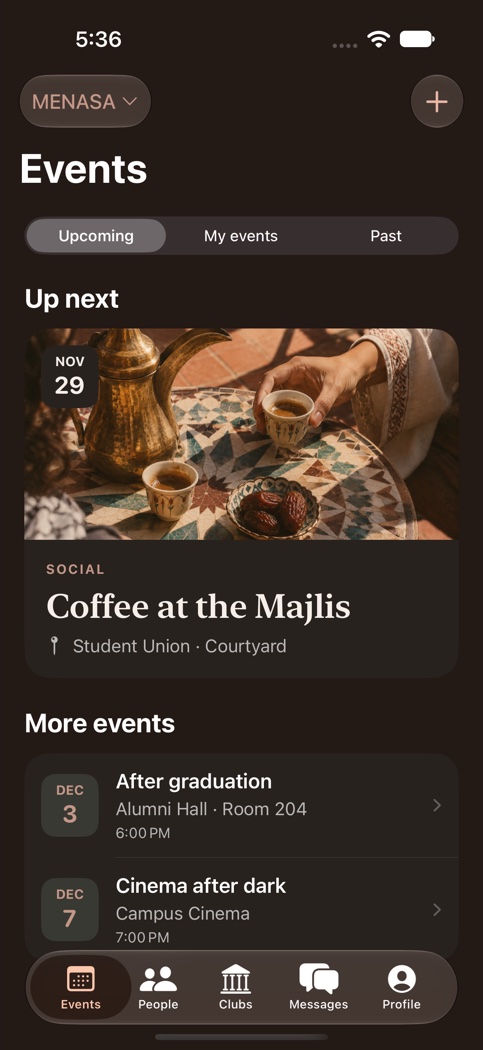 5:36
MENASA
Events
Upcoming
My events
Past
Up next
NOV
29
SOCIAL
Coffee at the Majlis
Student Union · Courtyard
More events
DEC
3
After graduation
Alumni Hall · Room 204
6:00 PM
DEC
7
Cinema after dark
Campus Cinema
7:00 PM
Events
People
Clubs
Messages
Profile